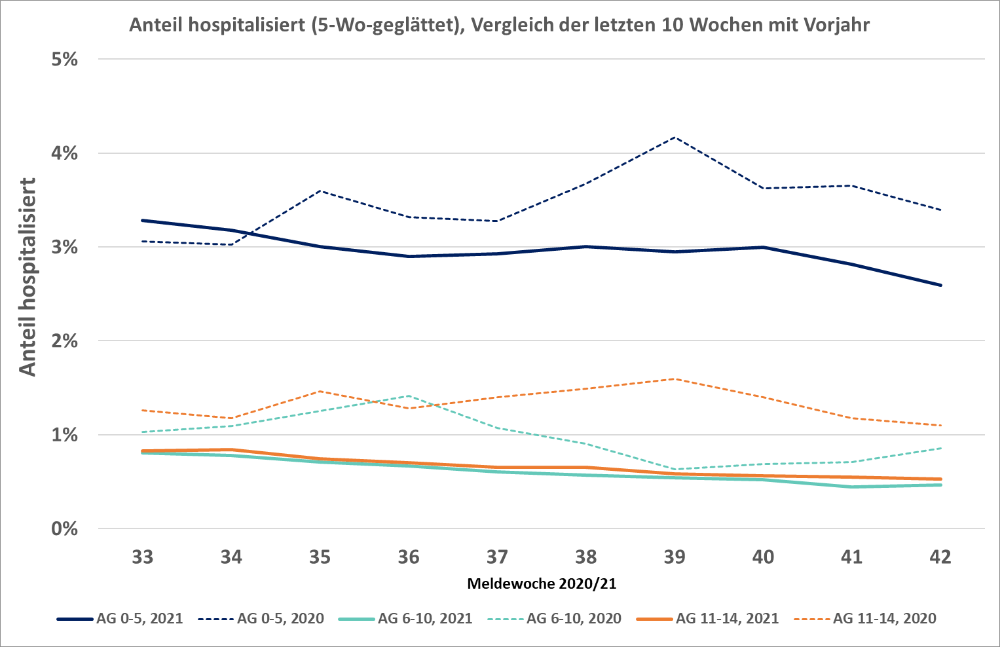 Anteil hospitalisiert (5-Wo-geglättet), Vergleich der letzten 10 Wochen mit Vorjahr
Anteil hospitalisiert
5%
4%
3%
2%
1%
0%
33 34 35 36 37 38 39 40 41 42
Meldewoche 2020/21
AG 0-5, 2021 AG 0-5, 2020 AG 6-10, 2021 AG 6-10, 2020 AG 11-14, 2021 AG 11-14, 2020